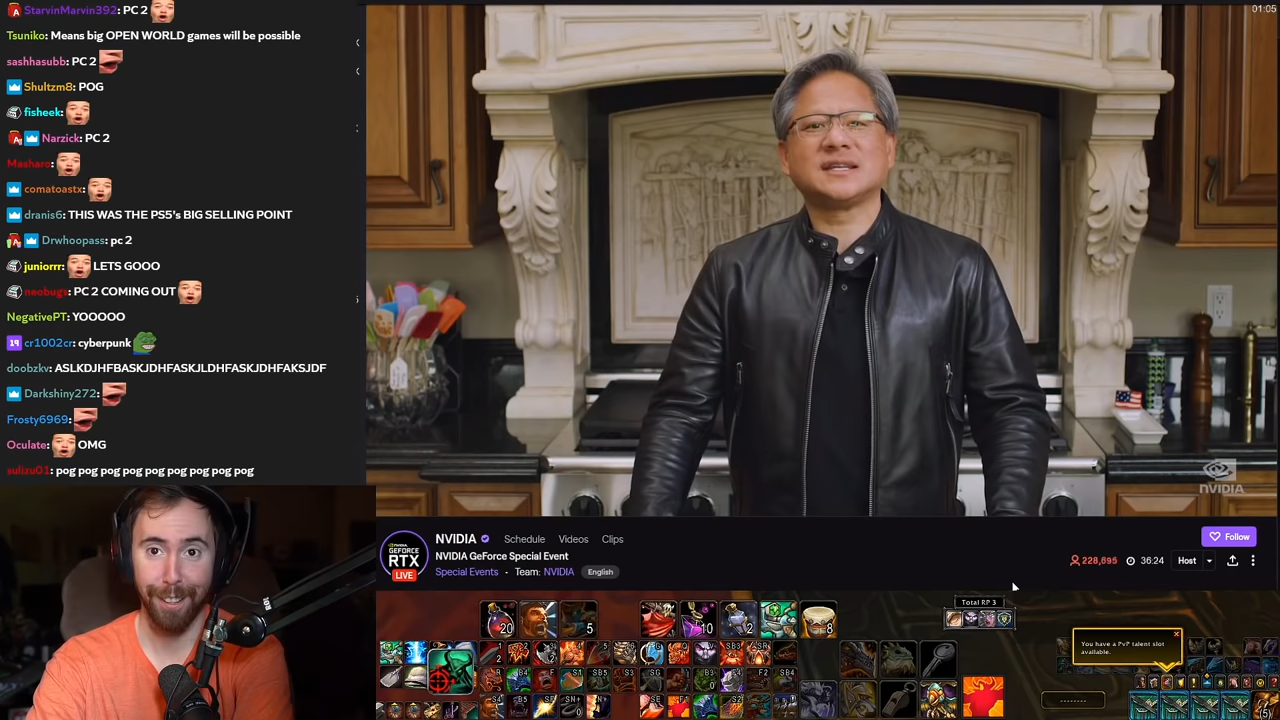 StarvinMarvin392: PC 2
Tsuniko: Means big OPEN WORLD games will be possible
sashhasubb: PC 2
Shultzm8: POG
fisheek:
Narzick: PC 2
Masharo:
comatoastx:
dranis6: THIS WAS THE PS5's BIG SELLING POINT
Drwhoopass: pc 2
juniorrr: LETS GOOO
naobugs: PC 2 COMING OUT
NegativePT: YOOOOO
cr1002cr: cyberpunk
doobzkv: ASLKDJHFBASKJDHFASKJLDHFASKJDHFAKSJDF
Darkshiny272:
Frosty6969:
Oculate: OMG
sulizu01: pog pog pog pog pog pog pog pog pog
01:05
NVIDIA
GEFORCE
RTX
LIVE
NVIDIA Schedule Videos Clips
NVIDIA GeForce Special Event
Special Events · Team: NVIDIA English
Follow
228,695 36:24 Host
Total RP 3
You have a PvP talent slot
available.
20 5 10 2 8